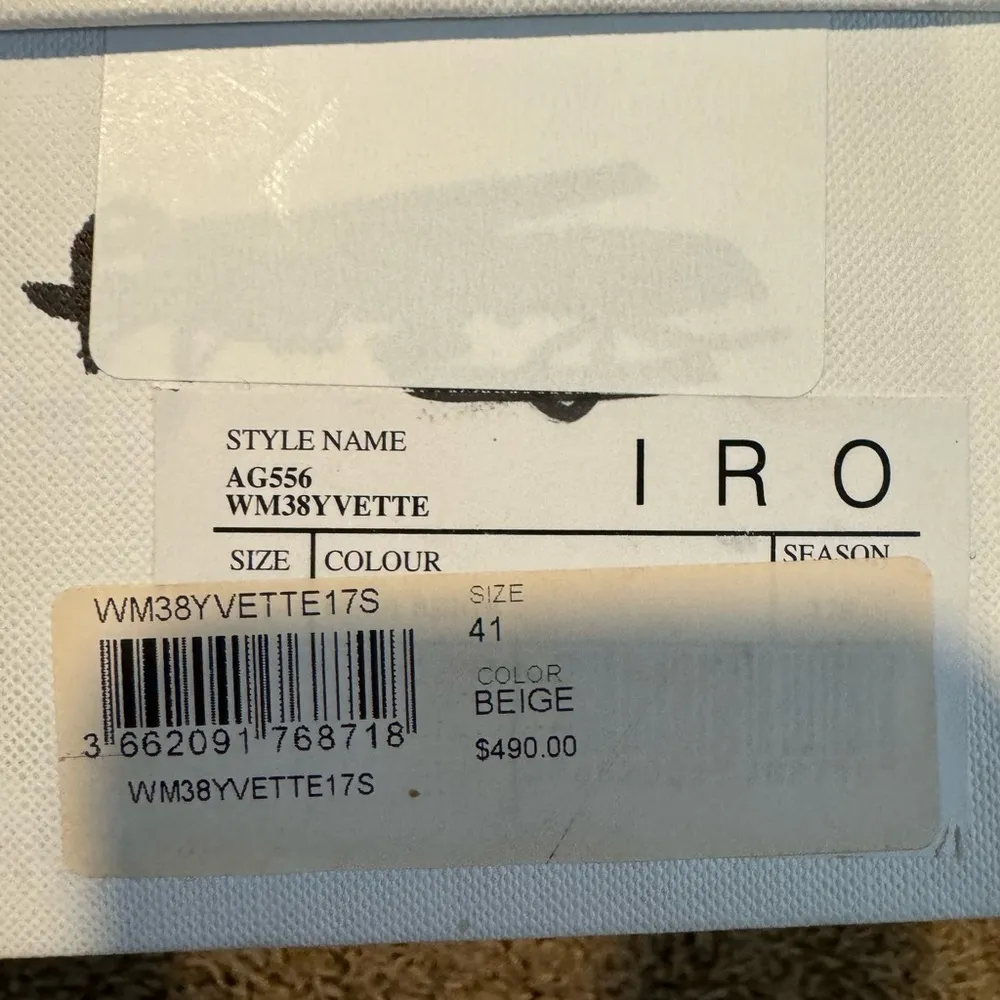 STYLE NAME
AG556
WM38YVETTE
I R O
SIZE
COLOUR
SEASON
WM38YVETTE17S
3 662091 768718
WM38YVETTE17S
SIZE
41
COLOR
BEIGE
$490.00